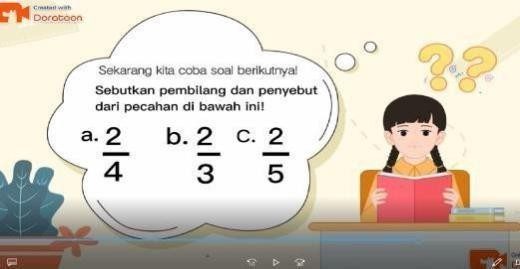 Created with
Doratoon
Sekarang kita coba soal berikutnya!
Sebutkan pembilang dan penyebut
dari pecahan di bawah ini!
a. 2/4 b. 2/3 C. 2/5